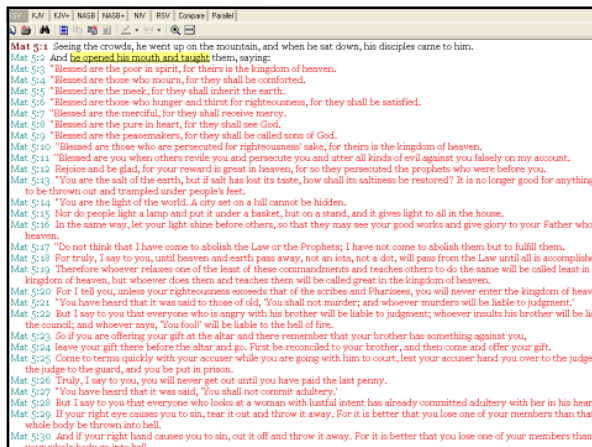 ESV KJV KJV+ NASB NASB+ NIV RSV Compare Parallel
Mat 5:1 Seeing the crowds, he went up on the mountain, and when he sat down, his disciples came to him.
Mat 5:2 And he opened his mouth and taught them, saying:
Mat 5:3 "Blessed are the poor in spirit, for theirs is the kingdom of heaven.
Mat 5:4 "Blessed are those who mourn, for they shall be comforted.
Mat 5:5 "Blessed are the meek, for they shall inherit the earth.
Mat 5:6 "Blessed are those who hunger and thirst for righteousness, for they shall be satisfied.
Mat 5:7 "Blessed are the merciful, for they shall receive mercy.
Mat 5:8 "Blessed are the pure in heart, for they shall see God.
Mat 5:9 "Blessed are the peacemakers, for they shall be called sons of God.
Mat 5:10 "Blessed are those who are persecuted for righteousness' sake, for theirs is the kingdom of heaven.
Mat 5:11 "Blessed are you when others revile you and persecute you and utter all kinds of evil against you falsely on my account.
Mat 5:12 Rejoice and be glad, for your reward is great in heaven, for so they persecuted the prophets who were before you.
Mat 5:13 "You are the salt of the earth, but if salt has lost its taste, how shall its saltiness be restored? It is no longer good for anything
to be thrown out and trampled under people's feet.
Mat 5:14 "You are the light of the world. A city set on a hill cannot be hidden.
Mat 5:15 Nor do people light a lamp and put it under a basket, but on a stand, and it gives light to all in the house.
Mat 5:16 In the same way, let your light shine before others, so that they may see your good works and give glory to your Father who
heaven.
Mat 5:17 "Do not think that I have come to abolish the Law or the Prophets; I have not come to abolish them but to fulfill them.
Mat 5:18 For truly, I say to you, until heaven and earth pass away, not an iota, not a dot, will pass from the Law until all is accomplishe
Mat 5:19 Therefore whoever relaxes one of the least of these commandments and teaches others to do the same will be called least in
kingdom of heaven, but whoever does them and teaches them will be called great in the kingdom of heaven.
Mat 5:20 For I tell you, unless your righteousness exceeds that of the scribes and Pharisees, you will never enter the kingdom of heav
Mat 5:21 "You have heard that it was said to those of old, 'You shall not murder; and whoever murders will be liable to judgment.'
Mat 5:22 But I say to you that everyone who is angry with his brother will be liable to judgment; whoever insults his brother will be li
the council; and whoever says, 'You fool!' will be liable to the hell of fire.
Mat 5:23 So if you are offering your gift at the altar and there remember that your brother has something against you,
Mat 5:24 leave your gift there before the altar and go. First be reconciled to your brother, and then come and offer your gift.
Mat 5:25 Come to terms quickly with your accuser while you are going with him to court, lest your accuser hand you over to the judge
the judge to the guard, and you be put in prison.
Mat 5:26 Truly, I say to you, you will never get out until you have paid the last penny.
Mat 5:27 "You have heard that it was said, 'You shall not commit adultery.'
Mat 5:28 But I say to you that everyone who looks at a woman with lustful intent has already committed adultery with her in his hear
Mat 5:29 If your right eye causes you to sin, tear it out and throw it away. For it is better that you lose one of your members than that
whole body be thrown into hell.
Mat 5:30 And if your right hand causes you to sin, cut it off and throw it away. For it is better that you lose one of your members than